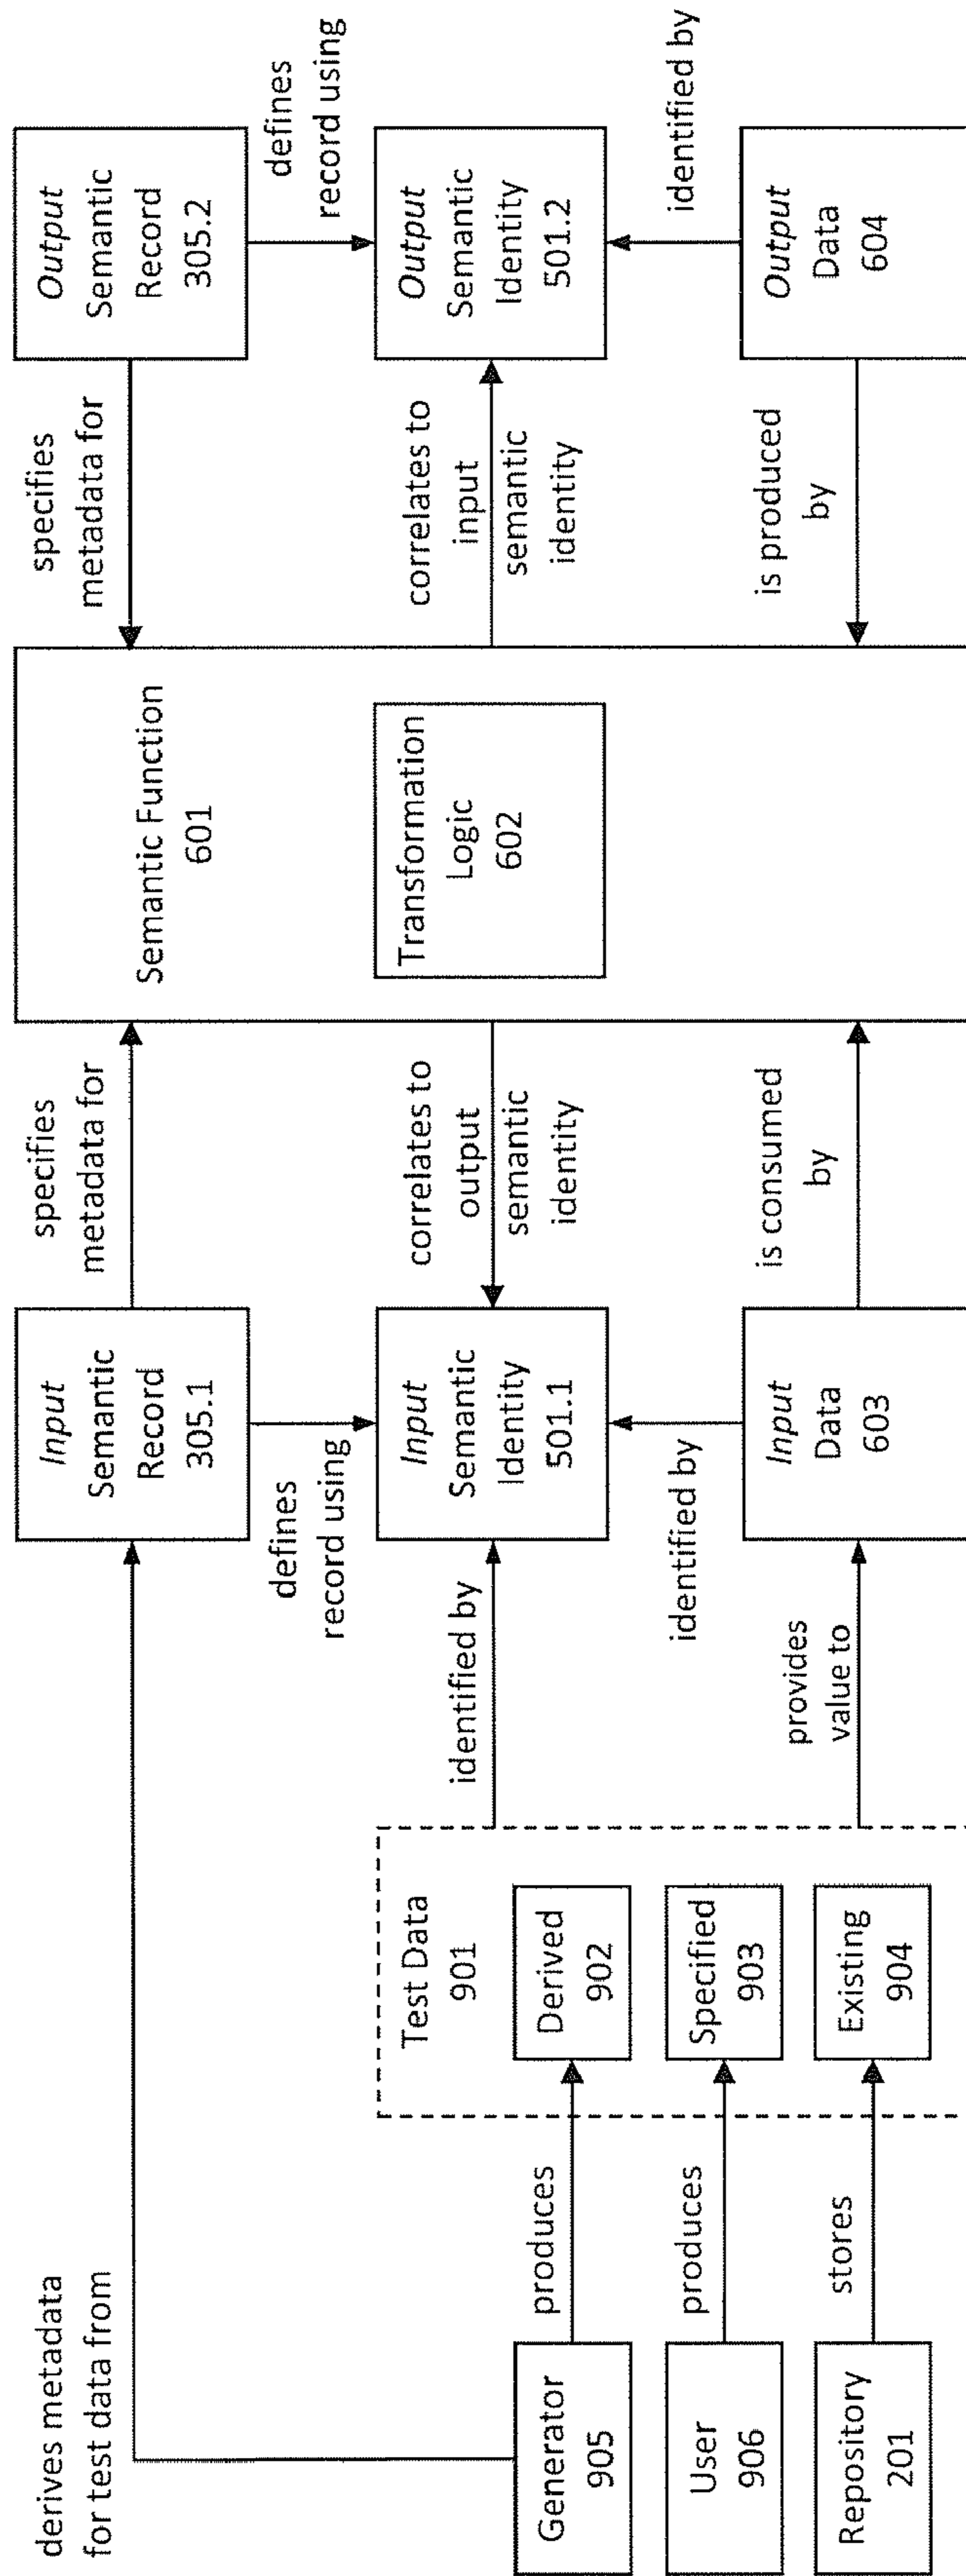 derives metadata
for test data from
Generator
905
User
906
Repository
201
produces
produces
stores
Test Data
901
Derived
902
Specified
903
Existing
904
identified by
provides
value to
Input
Semantic
Record
305.1
defines
record using
Input
Semantic
Identity
501.1
identified by
Input
Data
603
specifies
metadata for
correlates to
output
semantic
identity
is consumed
by
Semantic Function
601
Transformation
Logic
602
specifies
metadata for
correlates to
input
semantic
identity
is produced
by
Output
Semantic
Record
305.2
defines
record using
Output
Semantic
Identity
501.2
identified by
Output
Data
604